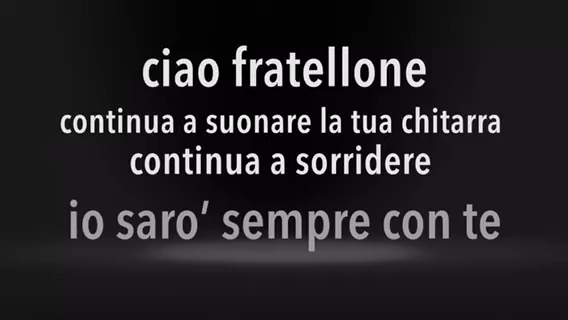 ciao fratellone
continua a suonare la tua chitarra
continua a sorridere
io saro’ sempre con te